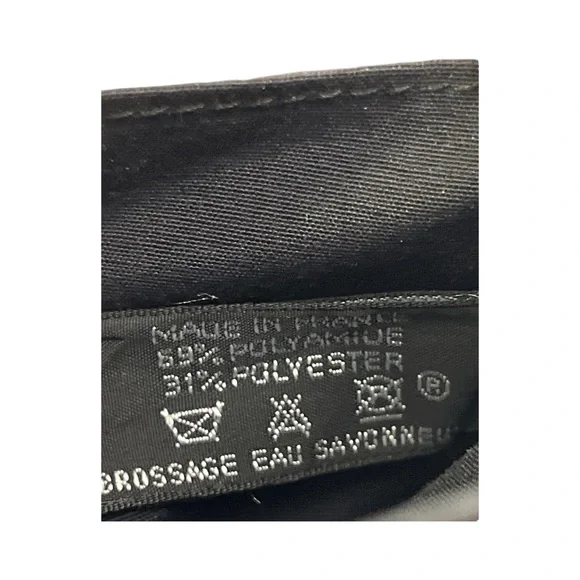 MADE IN FRANCE
69% POLYAMIDE
31% POLYESTER
®
BROSSAGE EAU SAVONNEU